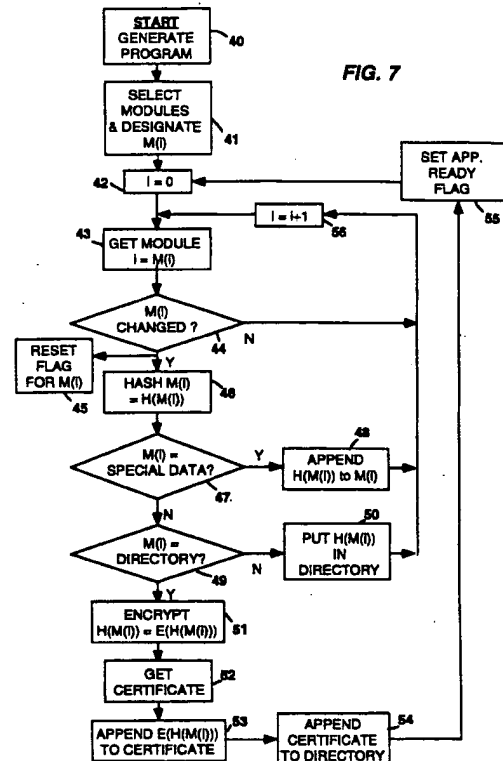 START
GENERATE
PROGRAM
40
FIG. 7
SELECT
MODULES
& DESIGNATE
M(i)
41
SET APP.
READY
FLAG
55
42
I = 0
I = I+1
56
43
GET MODULE
I = M(I)
M(I)
CHANGED ?
44
N
Y
RESET
FLAG
FOR M(I)
45
HASH M(I)
= H(M(I))
46
M(I) =
SPECIAL DATA?
47.
Y
N
48
APPEND
H(M(I)) to M(I)
M(I) =
DIRECTORY?
49
N
Y
50
PUT H(M(I))
IN
DIRECTORY
ENCRYPT
H(M(I)) = E(H(M(I)))
51
GET
CERTIFICATE
52
APPEND E(H(M(I)))
TO CERTIFICATE
53
APPEND
CERTIFICATE
TO DIRECTORY
54